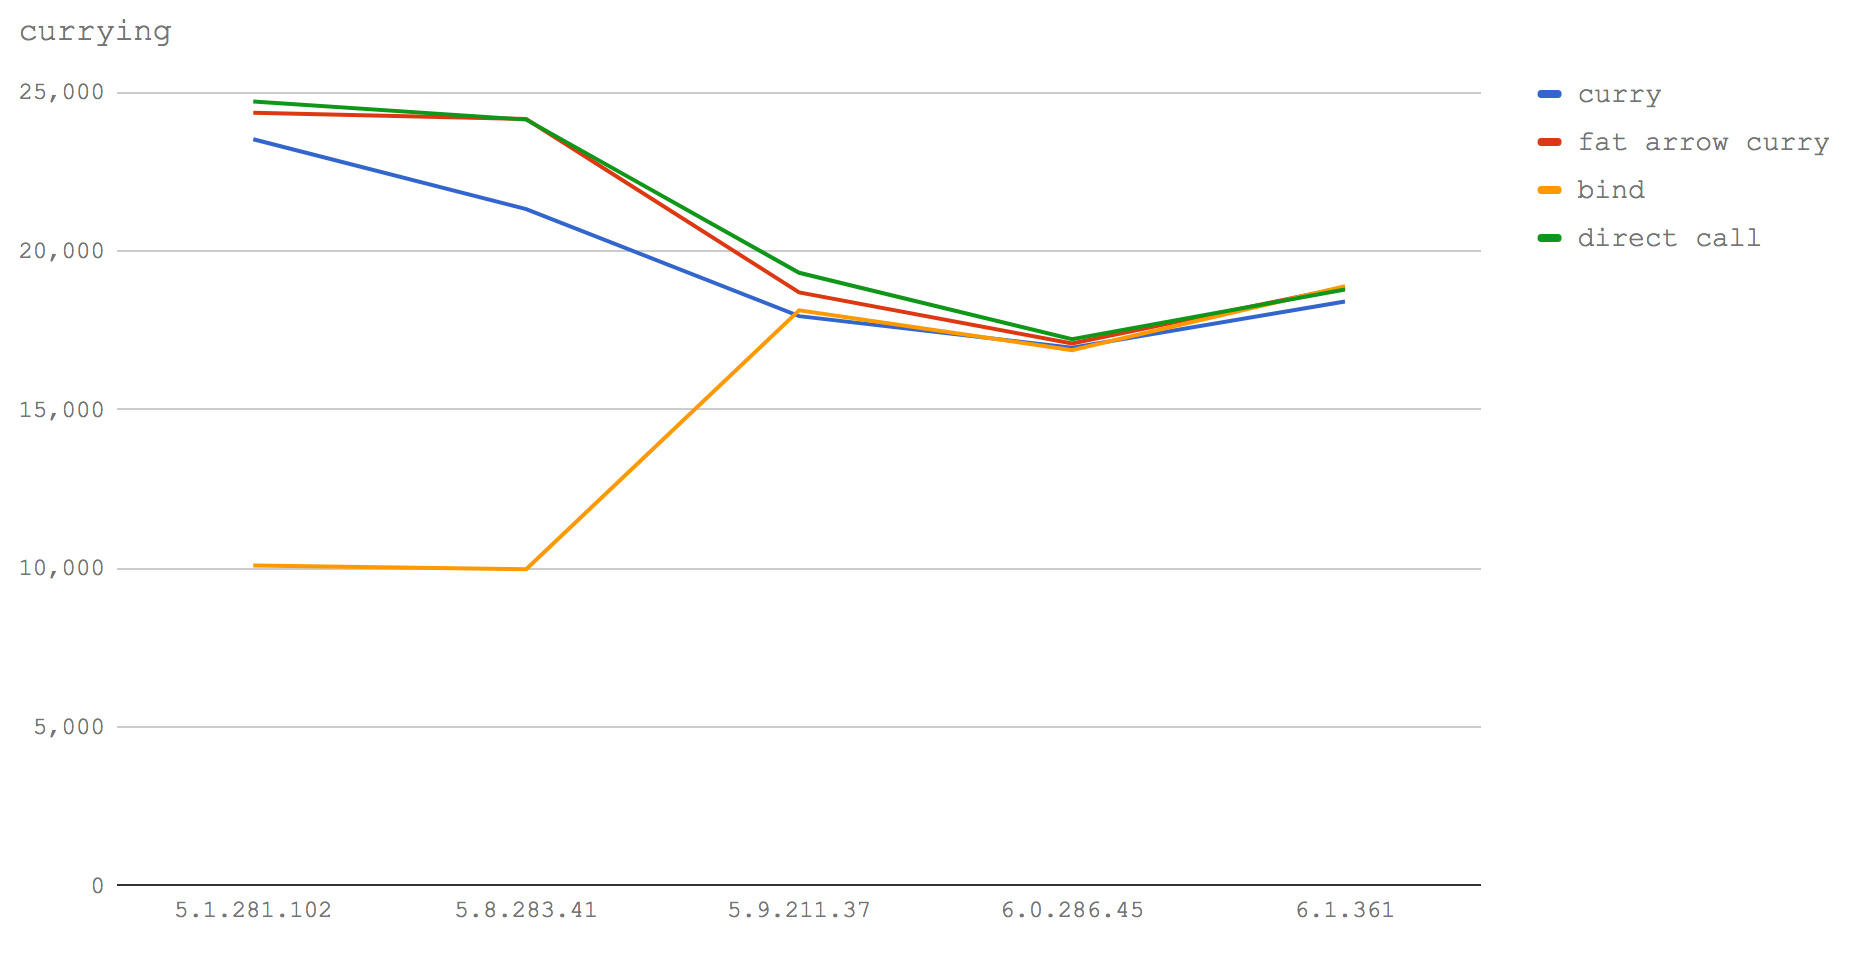 currying
25,000
20,000
15,000
10,000
5,000
0
5.1.281.102
5.8.283.41
5.9.211.37
6.0.286.45
6.1.361
curry
fat arrow curry
bind
direct call